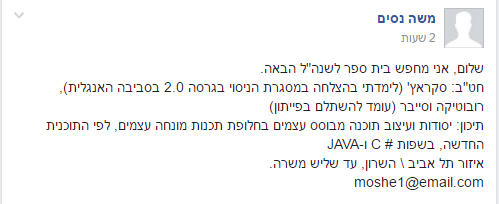 משה נסים
2 שעות
שלום, אני מחפש בית ספר לשנה"ל הבאה.
חט"ב: סקראץ' (לימדתי בהצלחה במסגרת הניסוי בגרסה 2.0 בסביבה האנגלית),
רובוטיקה וסייבר (עומד להשתלם בפייתון)
תיכון: יסודות ועיצוב תוכנה מבוסס עצמים בחלופת תכנות מונחה עצמים, לפי התוכנית
החדשה, בשפות # C ו-JAVA
איזור תל אביב \ השרון, עד שליש משרה.
moshe1@email.com